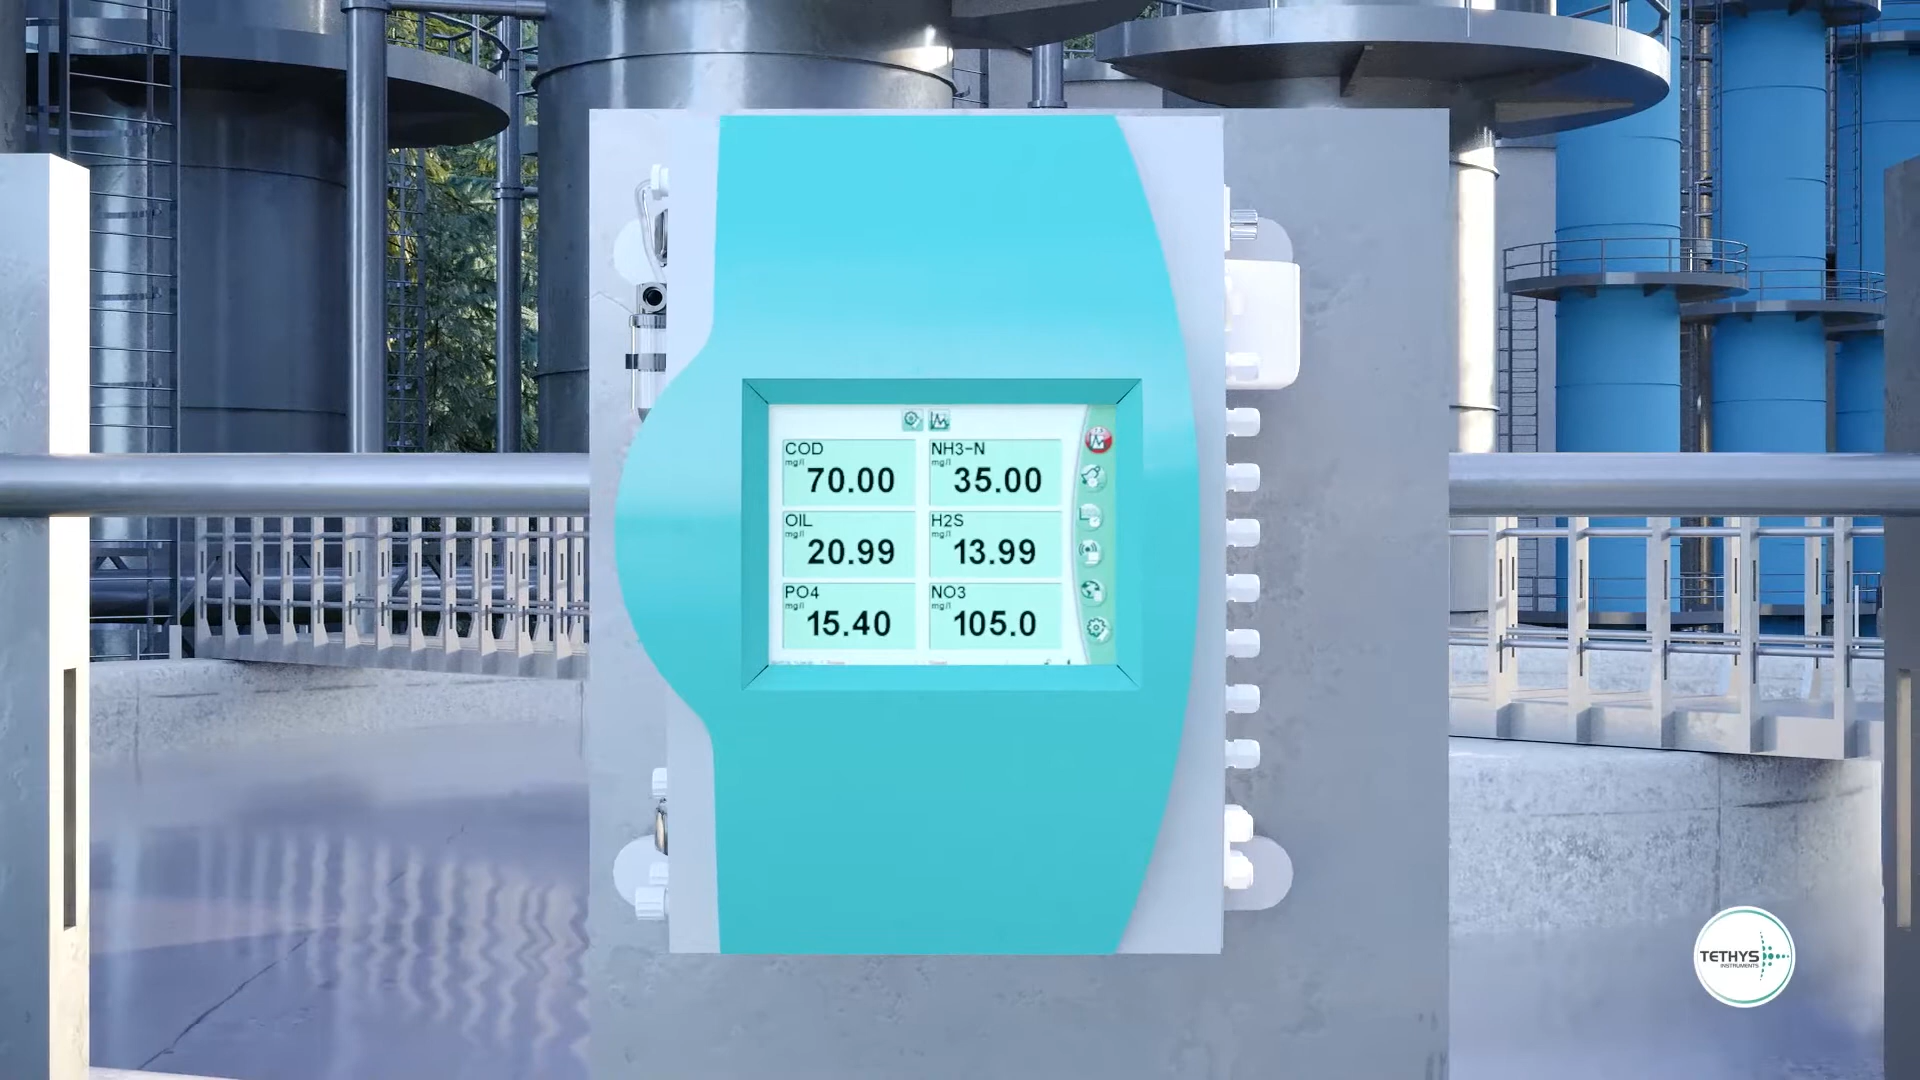 COD
mg/l
70.00
NH3-N
mg/l
35.00
OIL
mg/l
20.99
H2S
mg/l
13.99
PO4
mg/l
15.40
NO3
mg/l
105.0
TETHYS
INSTRUMENTS